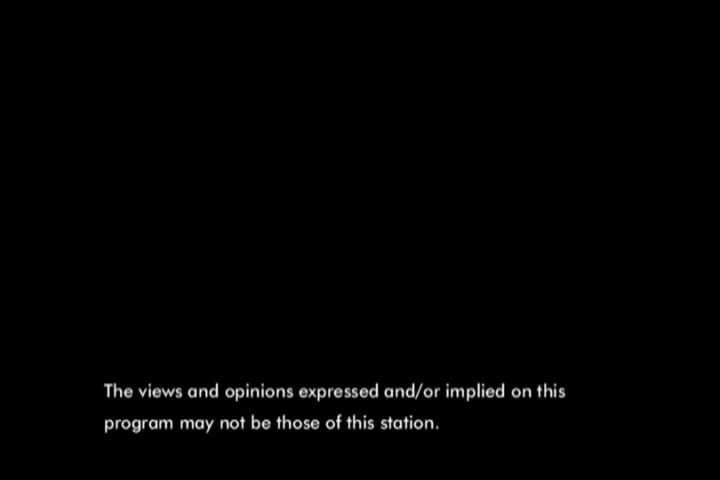 The views and opinions expressed and/or implied on this
program may not be those of this station.